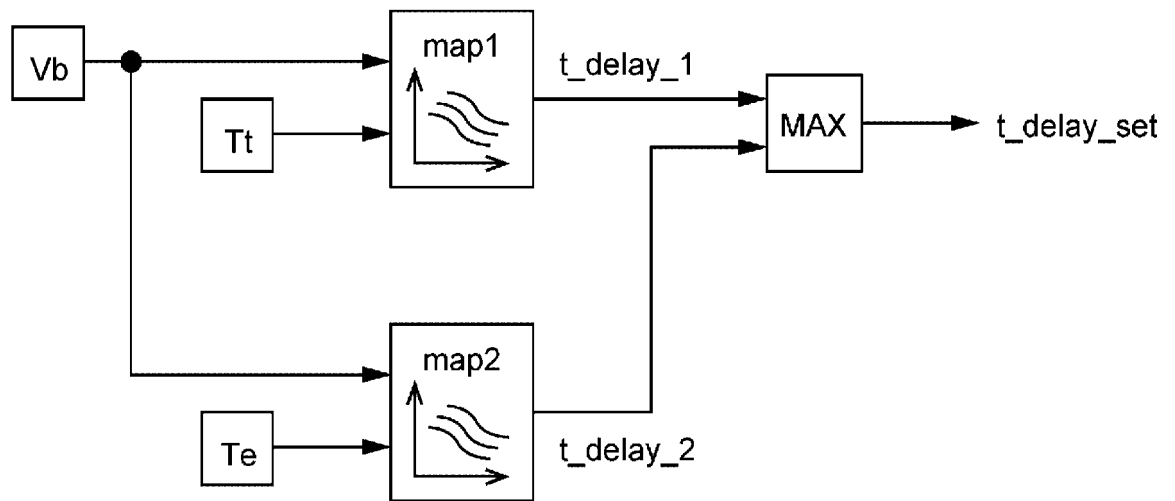 map1
Vb
t_delay_1
Tt
MAX
t_delay_set
map2
Te
t_delay_2